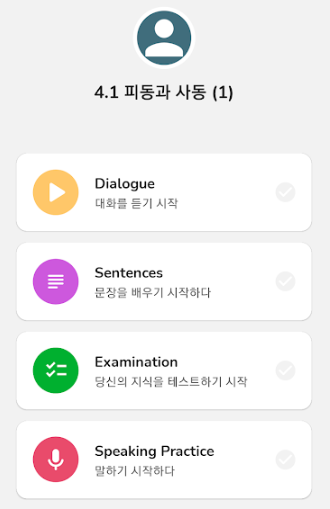 4.1 피동과 사동 (1)
Dialogue
대화를 듣기 시작
Sentences
문장을 배우기 시작하다
Examination
당신의 지식을 테스트하기 시작
Speaking Practice
말하기 시작하다